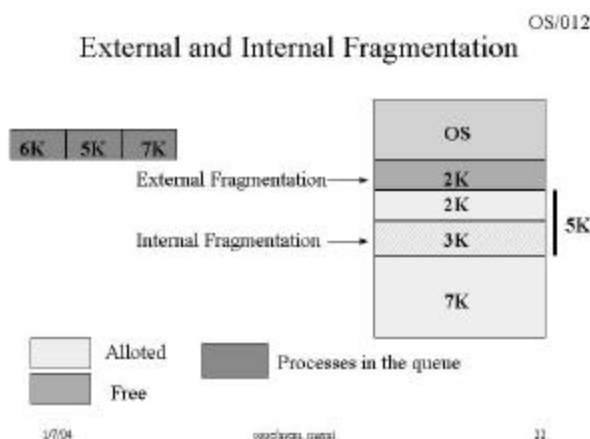 OS/012
External and Internal Fragmentation
6K 5K 7K
OS
External Fragmentation
2K
2K
Internal Fragmentation
3K
5K
7K
Alloted
Processes in the queue
Free
1/7/04